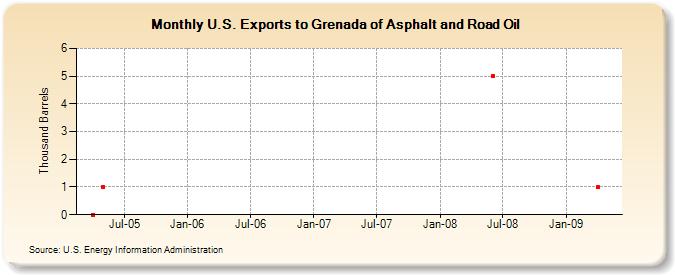 Monthly U.S. Exports to Grenada of Asphalt and Road Oil
Thousand Barrels
6
5
4
3
2
1
0
Jul-05 Jan-06 Jul-06 Jan-07 Jul-07 Jan-08 Jul-08 Jan-09
Source: U.S. Energy Information Administration